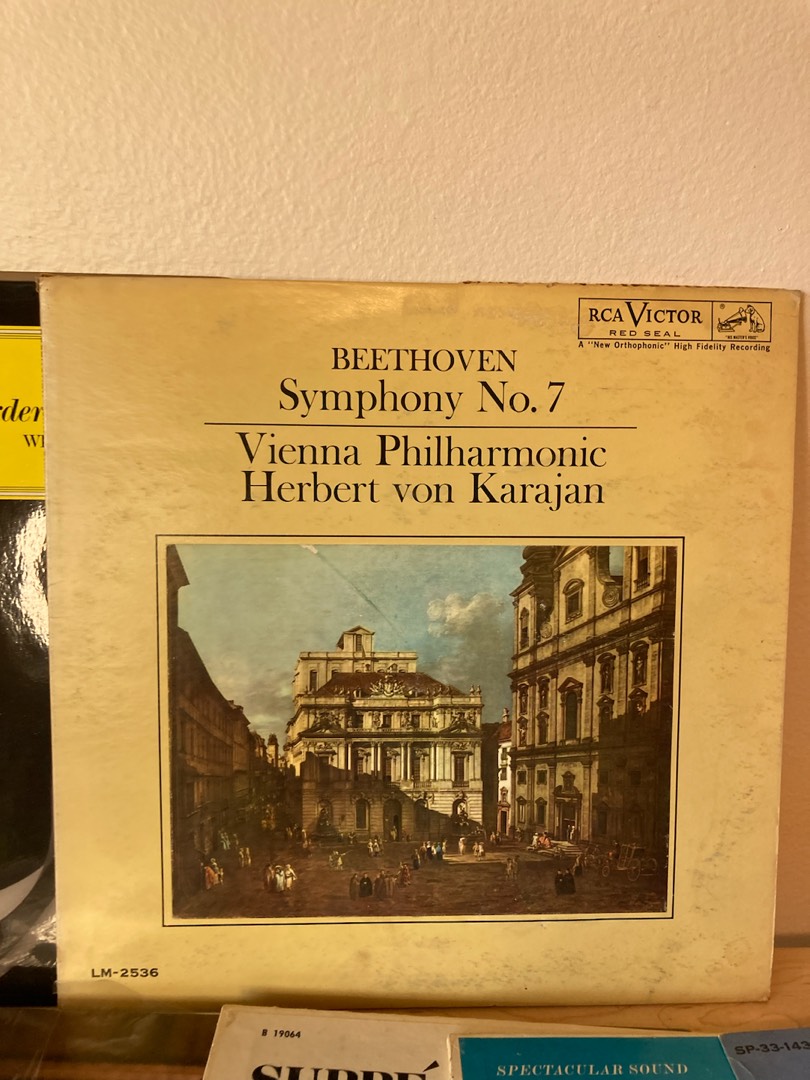 RCA VICTOR
RED SEAL
"HIS MASTER'S VOICE"
A "New Orthophonic" High Fidelity Recording
BEETHOVEN
Symphony No. 7
Vienna Philharmonic
Herbert von Karajan
LM-2536
B 19064
SUPPÉ
SPECTACULAR SOUND
SP-33-143